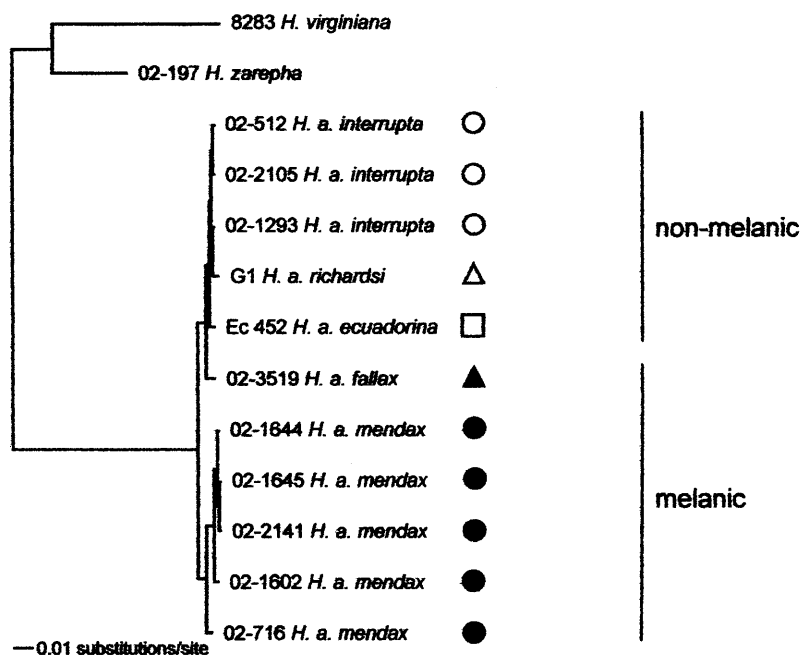 8283 H. virginiana
02-197 H. zarepha
02-512 H. a. interrupta
02-2105 H. a. interrupta
02-1293 H. a. interrupta
G1 H. a. richardsi
Ec 452 H. a. ecuadorina
02-3519 H. a. fallax
02-1644 H. a. mendax
02-1645 H. a. mendax
02-2141 H. a. mendax
02-1602 H. a. mendax
02-716 H. a. mendax
non-melanic
melanic
0.01 substitutions/site